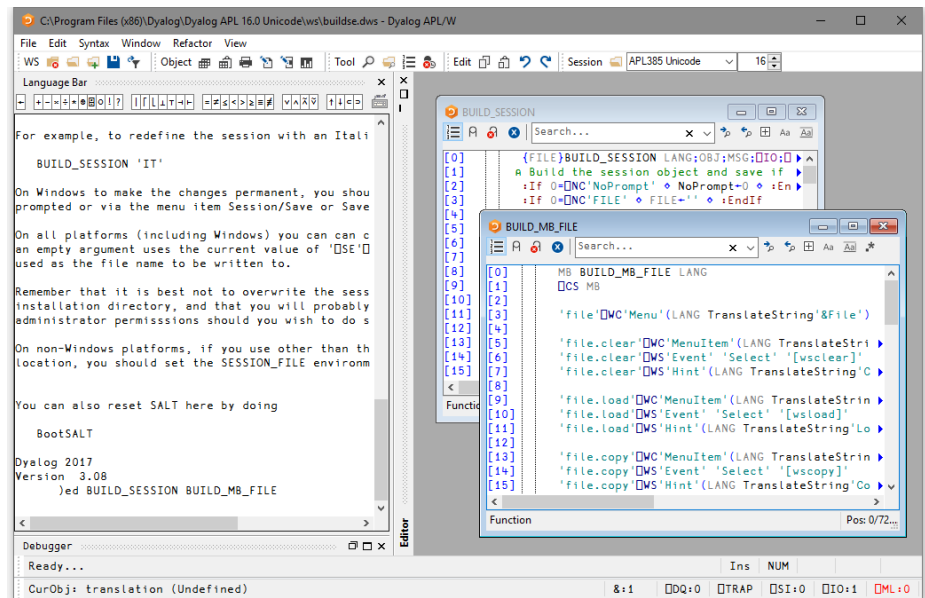 C:\Program Files (x86)\Dyalog\Dyalog APL 16.0 Unicode\ws\buildse.dws - Dyalog APL/W
File Edit Syntax Window Refactor View
WS Object Tool Edit Session APL385 Unicode 16
Language Bar
For example, to redefine the session with an Itali
BUILD_SESSION 'IT'
On Windows to make the changes permanent, you shou
prompted or via the menu item Session/Save or Save
On all platforms (including Windows) you can can c
an empty argument uses the current value of '⎕SE'⎕
used as the file name to be written to.
Remember that it is best not to overwrite the sess
installation directory, and that you will probably
administrator permisssions should you wish to do s
On non-Windows platforms, if you use other than th
location, you should set the SESSION_FILE environm
You can also reset SALT here by doing
BootSALT
Dyalog 2017
Version 3.08
)ed BUILD_SESSION BUILD_MB_FILE
Debugger
Editor
BUILD_SESSION
Search...
[0] {FILE}BUILD_SESSION LANG;OBJ;MSG;⎕IO;⎕
[1] ⍝ Build the session object and save if
[2] :If 0=⎕NC'NoPrompt' ⋄ NoPrompt←0 ⋄ :En
[3] :If 0=⎕NC'FILE' ⋄ FILE←'' ⋄ :EndIf
[4]
[5]
[6]
[7]
[8]
[9]
[10]
[11]
[12]
[13]
[14]
[15]
Functio
BUILD_MB_FILE
Search...
[0] MB BUILD_MB_FILE LANG
[1] ⎕CS MB
[2]
[3] 'file'⎕WC'Menu'(LANG TranslateString'&File')
[4]
[5] 'file.clear'⎕WC'MenuItem'(LANG TranslateStri
[6] 'file.clear'⎕WS'Event' 'Select' '[wsclear]'
[7] 'file.clear'⎕WS'Hint'(LANG TranslateString'C
[8]
[9] 'file.load'⎕WC'MenuItem'(LANG TranslateStrin
[10] 'file.load'⎕WS'Event' 'Select' '[wsload]'
[11] 'file.load'⎕WS'Hint'(LANG TranslateString'Lo
[12]
[13] 'file.copy'⎕WC'MenuItem'(LANG TranslateStrin
[14] 'file.copy'⎕WS'Event' 'Select' '[wscopy]'
[15] 'file.copy'⎕WS'Hint'(LANG TranslateString'Co
Function Pos: 0/72...
Ready... Ins NUM
CurObj: translation (Undefined) &:1 ⎕DQ:0 ⎕TRAP ⎕SI:0 ⎕IO:1 ⎕ML:0